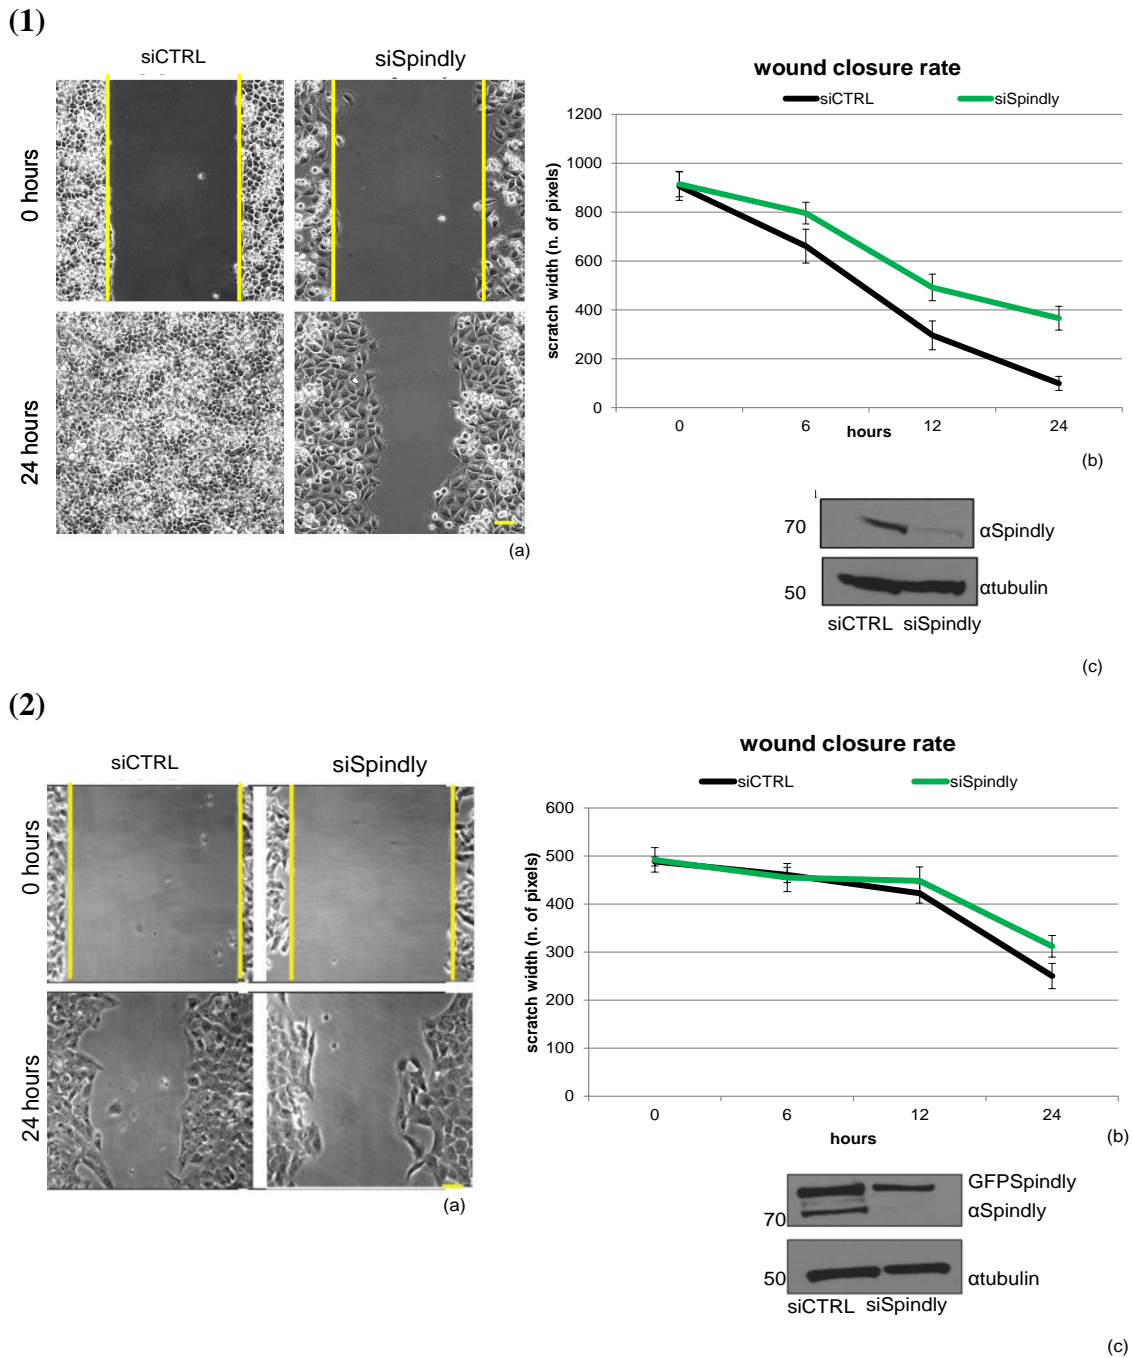 (1)
siCTRL
siSpindly
0 hours
24 hours
(a)
wound closure rate
siCTRL
siSpindly
scratch width (n. of pixels)
1200
1000
800
600
400
200
0
0 6 12 24
hours
(b)
70
αSpindly
50
αtubulin
siCTRL siSpindly
(c)
(2)
siCTRL
siSpindly
0 hours
24 hours
(a)
wound closure rate
siCTRL
siSpindly
scratch width (n. of pixels)
600
500
400
300
200
100
0
0 6 12 24
hours
(b)
GFPSpindly
70
αSpindly
50
αtubulin
siCTRL siSpindly
(c)